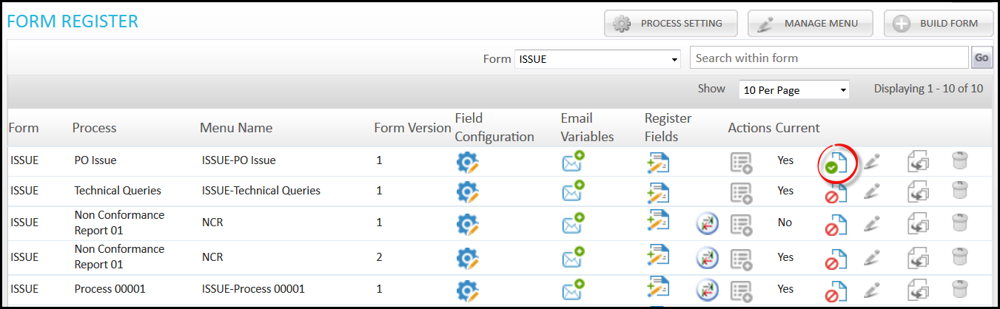 FORM REGISTER
PROCESS SETTING
MANAGE MENU
BUILD FORM
Form ISSUE
Search within form
Go
Show 10 Per Page Displaying 1 - 10 of 10
Form Process Menu Name Form Version Field Configuration Email Variables Register Fields Actions Current
ISSUE PO Issue ISSUE-PO Issue 1 Yes
ISSUE Technical Queries ISSUE-Technical Queries 1 Yes
ISSUE Non Conformance Report 01 NCR 1 No
ISSUE Non Conformance Report 01 NCR 2 Yes
ISSUE Process 00001 ISSUE-Process 00001 1 Yes